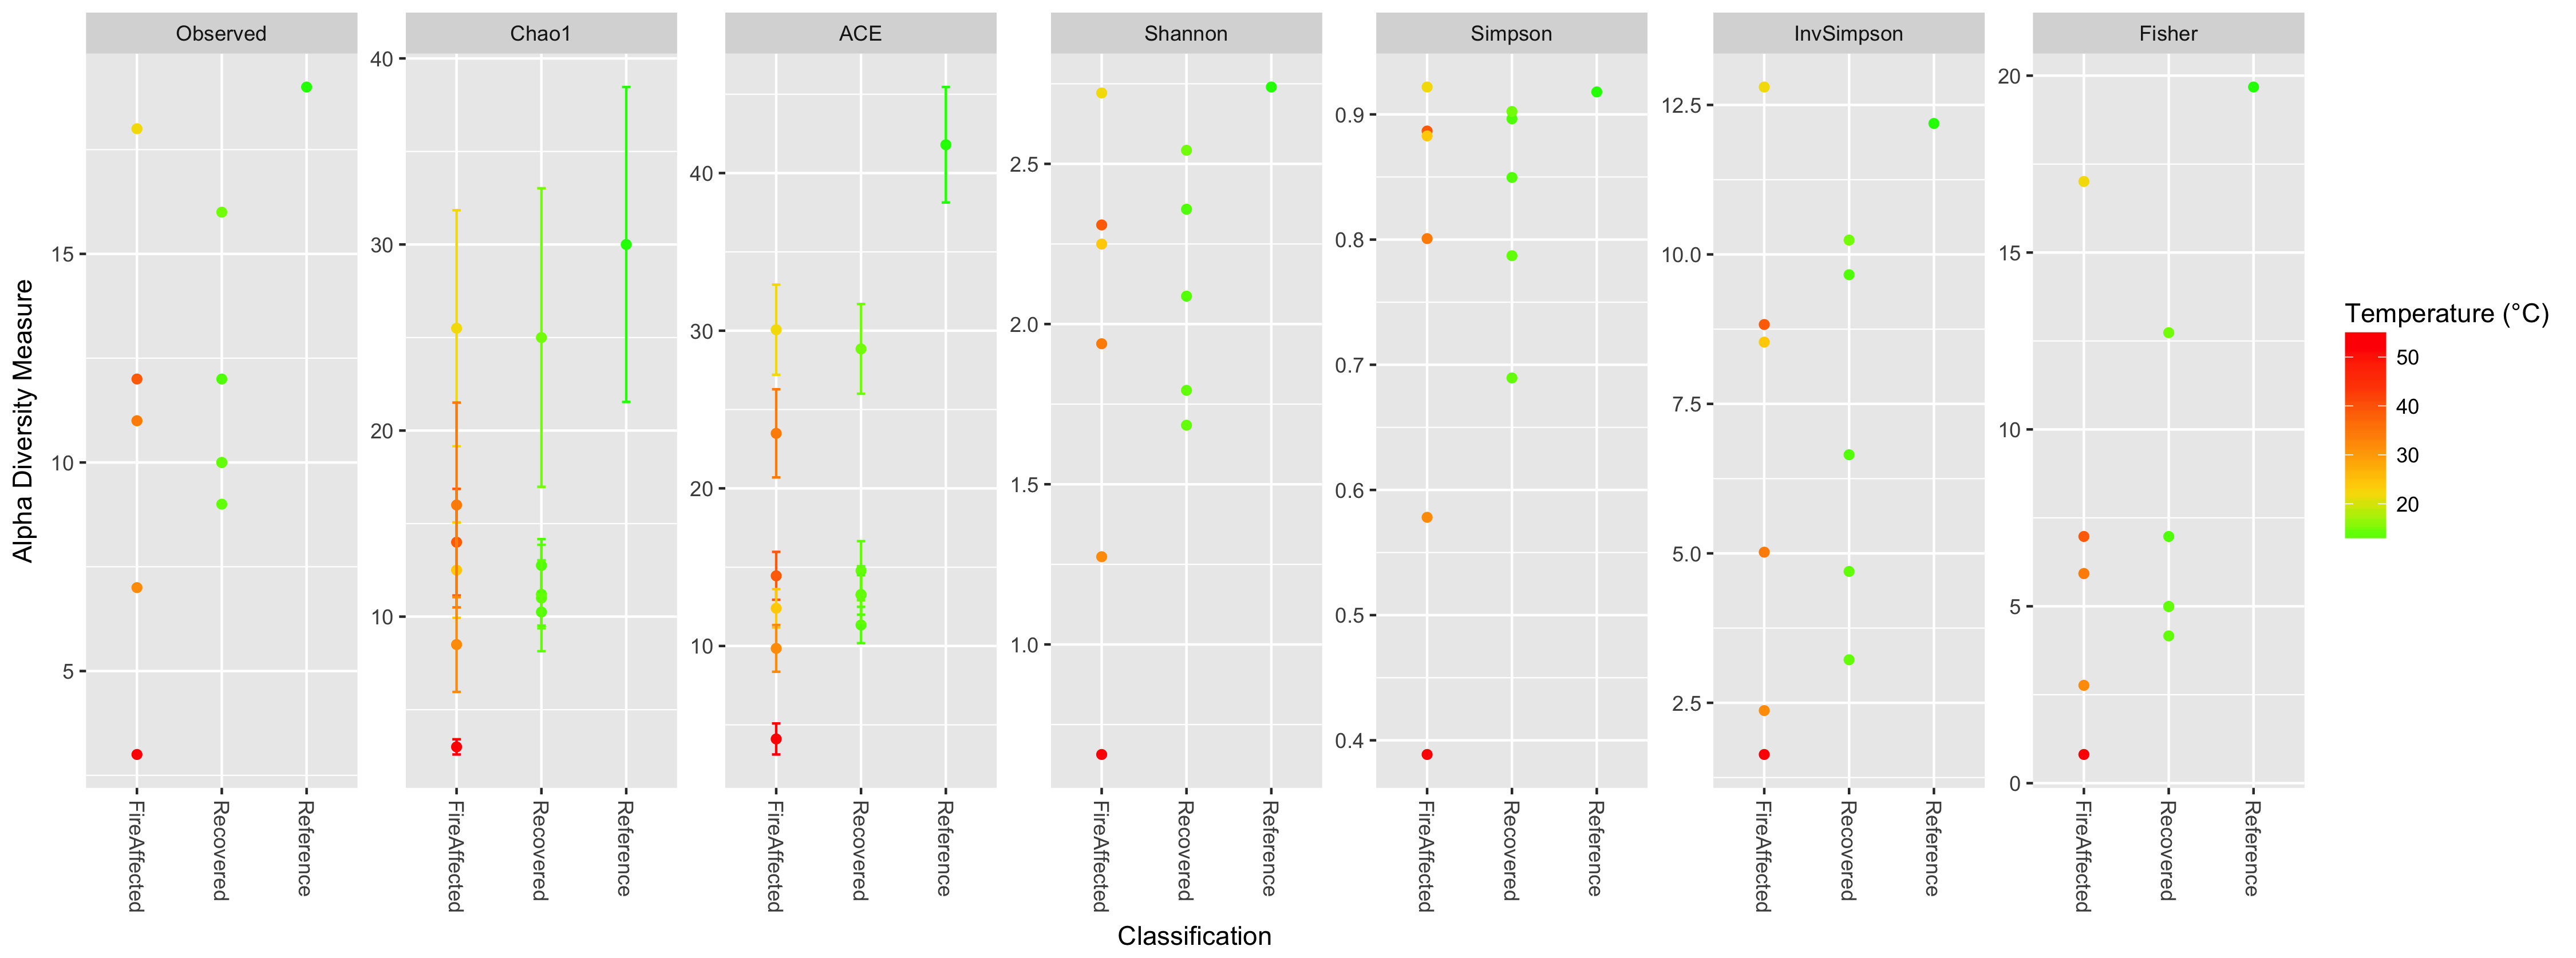 Observed
Chao1
ACE
Shannon
Simpson
InvSimpson
Fisher
Alpha Diversity Measure
15
10
5
40
30
20
10
40
30
20
10
2.5
2.0
1.5
1.0
0.9
0.8
0.7
0.6
0.5
0.4
12.5
10.0
7.5
5.0
2.5
20
15
10
5
0
FireAffected
Recovered
Reference
FireAffected
Recovered
Reference
FireAffected
Recovered
Reference
FireAffected
Recovered
Reference
FireAffected
Recovered
Reference
FireAffected
Recovered
Reference
FireAffected
Recovered
Reference
Classification
Temperature (°C)
50
40
30
20